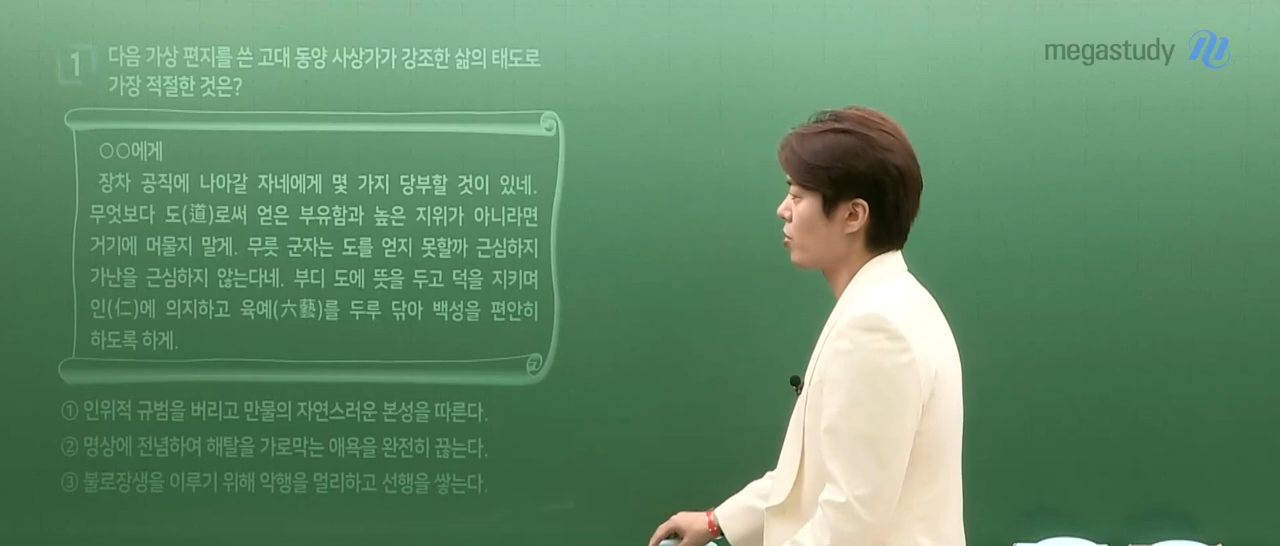 megastudy
1
다음 가상 편지를 쓴 고대 동양 사상가가 강조한 삶의 태도로
가장 적절한 것은?
○○에게
장차 공직에 나아갈 자네에게 몇 가지 당부할 것이 있네.
무엇보다 도(道)로써 얻은 부유함과 높은 지위가 아니라면
거기에 머물지 말게. 무릇 군자는 도를 얻지 못할까 근심하지
가난을 근심하지 않는다네. 부디 도에 뜻을 두고 덕을 지키며
인(仁)에 의지하고 육예(六藝)를 두루 닦아 백성을 편안히
하도록 하게.
① 인위적 규범을 버리고 만물의 자연스러운 본성을 따른다.
② 명상에 전념하여 해탈을 가로막는 애욕을 완전히 끊는다.
③ 불로장생을 이루기 위해 악행을 멀리하고 선행을 쌓는다.